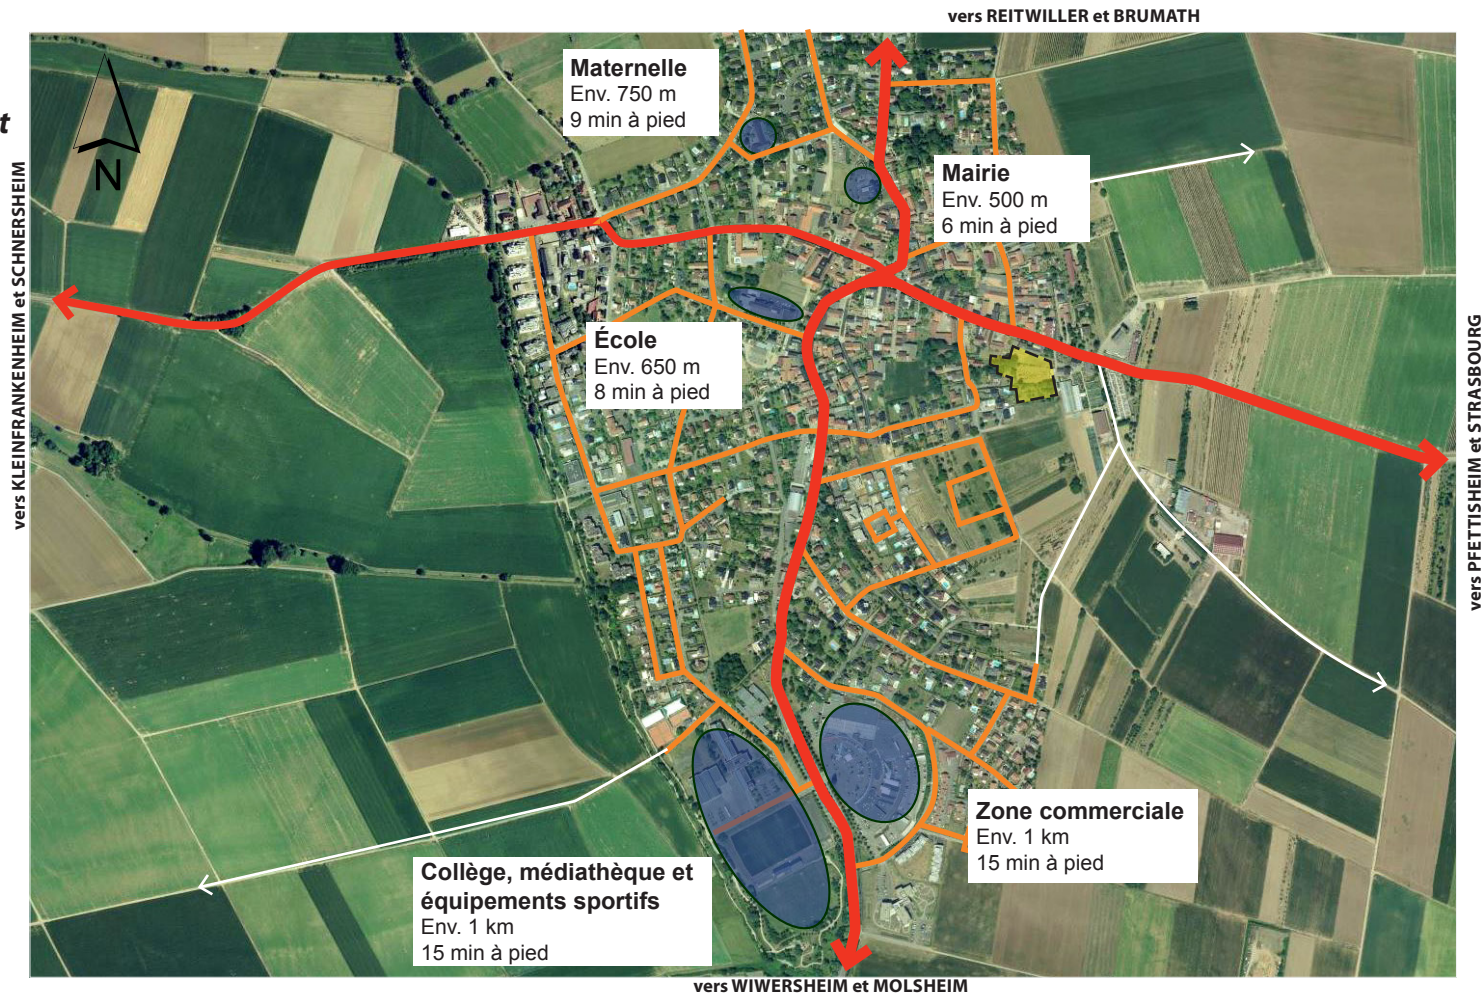 vers REITWILLER et BRUMATH
t
N
vers KLEINFRANKENHEIM et SCHNERSHEIM
Maternelle
Env. 750 m
9 min à pied
Mairie
Env. 500 m
6 min à pied
École
Env. 650 m
8 min à pied
vers PFETTISHEIM et STRASBOURG
Zone commerciale
Env. 1 km
15 min à pied
Collège, médiathèque et
équipements sportifs
Env. 1 km
15 min à pied
vers WIWERSHEIM et MOLSHEIM